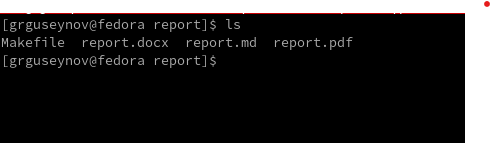 [grguseynov@fedora report]$ ls
Makefile  report.docx  report.md  report.pdf
[grguseynov@fedora report]$